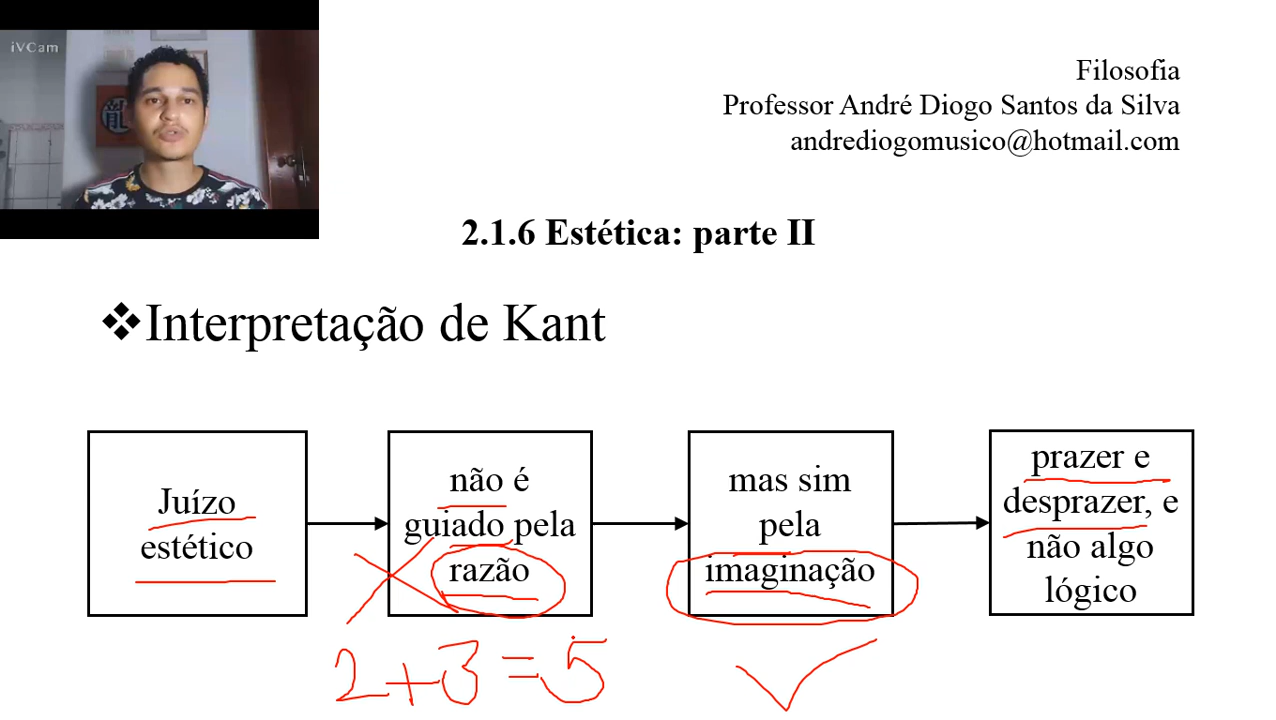 iVCam
龍
Filosofia
Professor André Diogo Santos da Silva
andrediogomusico@hotmail.com
2.1.6 Estética: parte II
❖Interpretação de Kant
Juízo
estético
não é
guiado pela
razão
mas sim
pela
imaginação
prazer e
desprazer, e
não algo
lógico
2+3=5